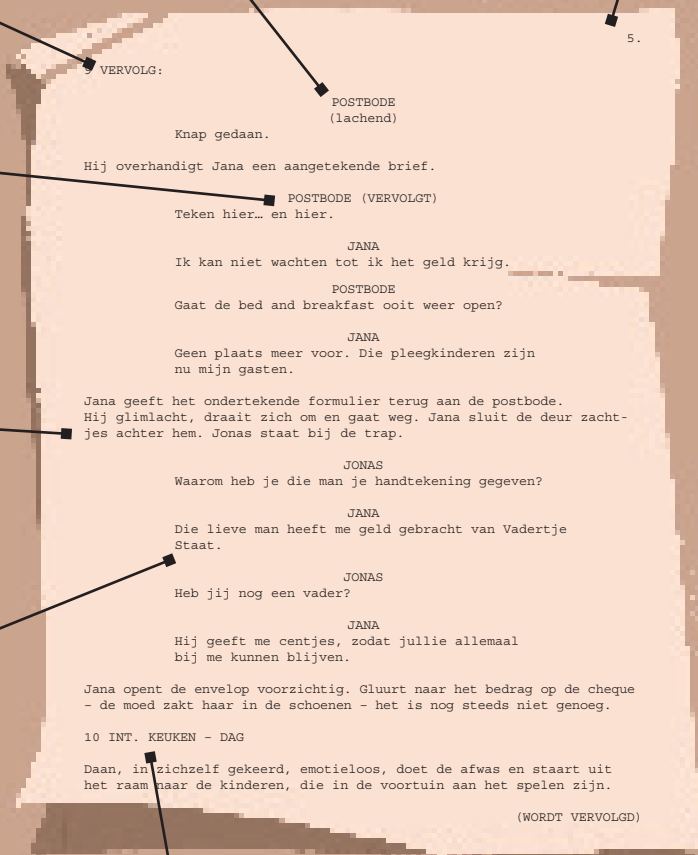 5.
9 VERVOLG:
POSTBODE
(lachend)
Knap gedaan.
Hij overhandigt Jana een aangetekende brief.
POSTBODE (VERVOLGT)
Teken hier… en hier.
JANA
Ik kan niet wachten tot ik het geld krijg.
POSTBODE
Gaat de bed and breakfast ooit weer open?
JANA
Geen plaats meer voor. Die pleegkinderen zijn
nu mijn gasten.
Jana geeft het ondertekende formulier terug aan de postbode.
Hij glimlacht, draait zich om en gaat weg. Jana sluit de deur zacht-
jes achter hem. Jonas staat bij de trap.
JONAS
Waarom heb je die man je handtekening gegeven?
JANA
Die lieve man heeft me geld gebracht van Vadertje
Staat.
JONAS
Heb jij nog een vader?
JANA
Hij geeft me centjes, zodat jullie allemaal
bij me kunnen blijven.
Jana opent de envelop voorzichtig. Gluurt naar het bedrag op de cheque
– de moed zakt haar in de schoenen – het is nog steeds niet genoeg.
10 INT. KEUKEN – DAG
Daan, in zichzelf gekeerd, emotieloos, doet de afwas en staart uit
het raam naar de kinderen, die in de voortuin aan het spelen zijn.
(WORDT VERVOLGD)